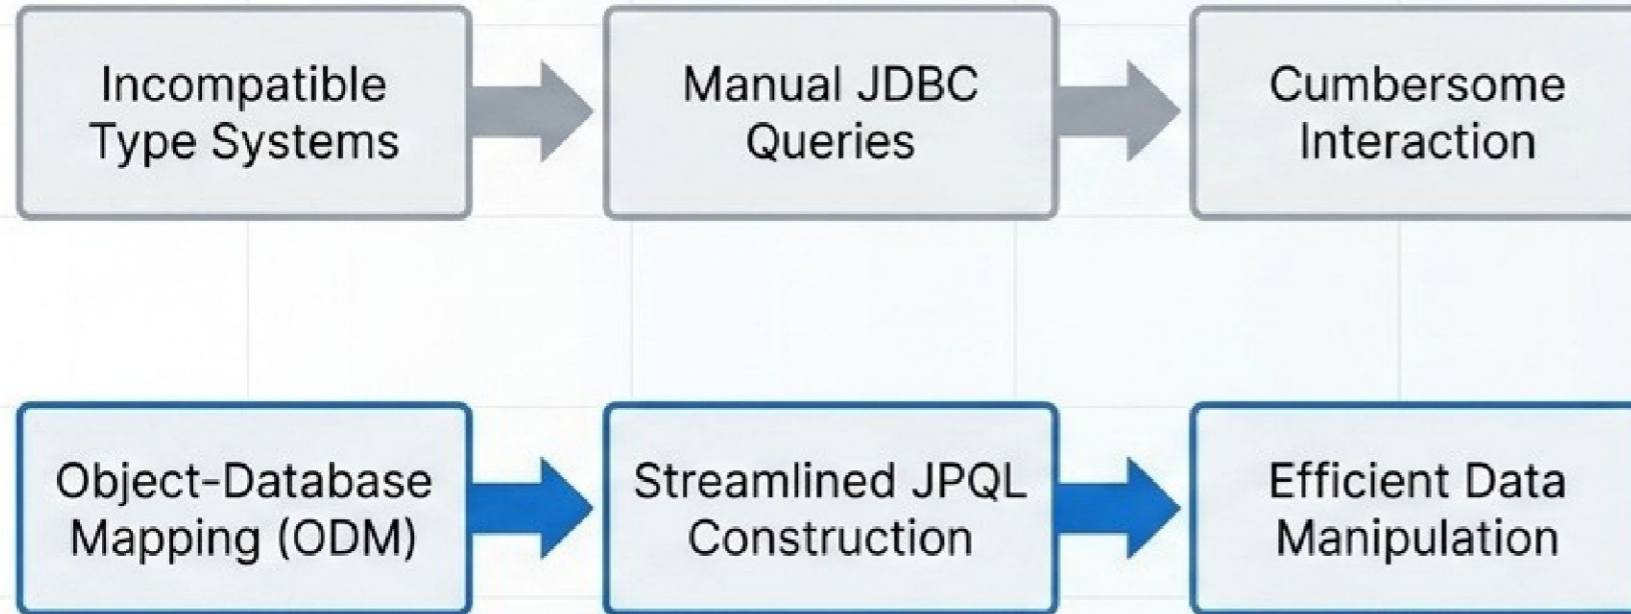 Incompatible
Type Systems
Manual JDBC
Queries
Cumbersome
Interaction
Object-Database
Mapping (ODM)
Streamlined JPQL
Construction
Efficient Data
Manipulation